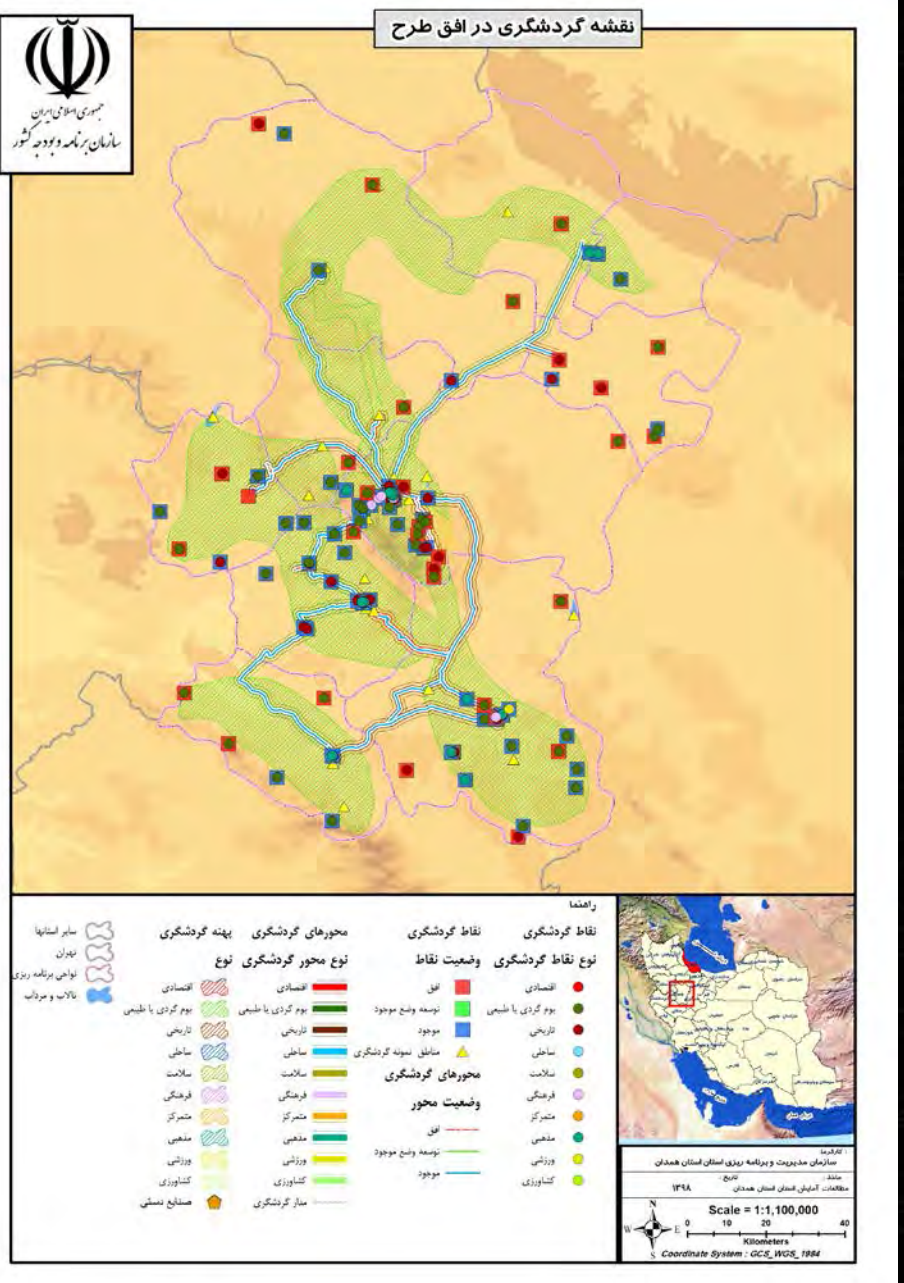 نقشه گردشگری در افق طرح
جمهوری اسلامی ایران
سازمان برنامه و بودجه کشور
راهنما
نقاط گردشگری
نوع نقاط گردشگری
اقتصادی
بوم گردی یا طبیعی
تاریخی
ساحلی
سلامت
فرهنگی
متمرکز
مذهبی
ورزشی
کشاورزی
نقاط گردشگری
وضعیت نقاط
افق
توسعه وضع موجود
موجود
مناطق نمونه گردشگری
محورهای گردشگری
وضعیت محور
افق
توسعه وضع موجود
موجود
محورهای گردشگری
نوع محور گردشگری
اقتصادی
بوم گردی یا طبیعی
تاریخی
ساحلی
سلامت
فرهنگی
متمرکز
مذهبی
ورزشی
کشاورزی
مدار گردشگری
پهنه گردشگری
نوع
اقتصادی
بوم گردی یا طبیعی
تاریخی
ساحلی
سلامت
فرهنگی
متمرکز
مذهبی
ورزشی
کشاورزی
صنایع دستی
سایر استانها
تهران
نواحی برنامه ریزی
تالاب و مرداب
کارفرما :
سازمان مدیریت و برنامه ریزی استان همدان
ماخذ : تاریخ :
مطالعات آمایش استان همدان ۱۳۹۸
N
W E
S
Scale = 1:1,100,000
0 10 20 40
Kilometers
Coordinate System : GCS_WGS_1984